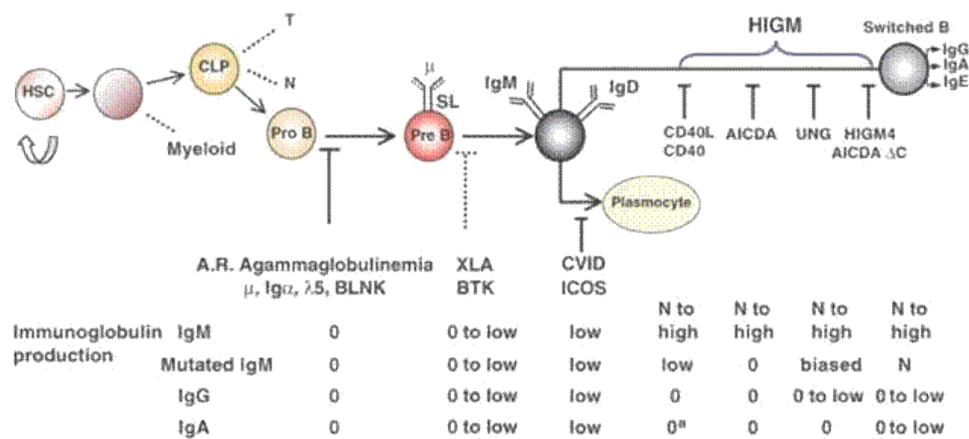 T
HIGM
Switched B
IgG
IgA
IgE
CLP
μ
IgM
IgD
HSC
N
SL
Pro B
Pre B
CD40L
CD40
AICDA
UNG
HIGM4
AICDA ΔC
Myeloid
Plasmocyte
A.R. Agammaglobulinemia
μ, Igα, λ5, BLNK
XLA
BTK
CVID
ICOS
N to high N to high N to high N to high
Immunoglobulin production
IgM 0 0 to low low
Mutated IgM 0 0 to low low low 0 biased N
IgG 0 0 to low low 0 0 0 to low 0 to low
IgA 0 0 to low low 0ª 0 0 0 to low